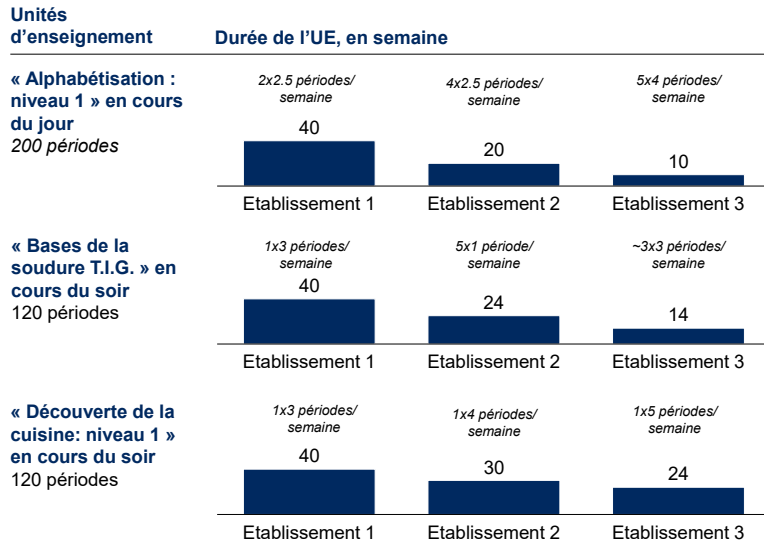 Unités
d'enseignement
Durée de l'UE, en semaine
« Alphabétisation :
niveau 1 » en cours
du jour
200 périodes
2x2.5 périodes/
semaine
4x2.5 périodes/
semaine
5x4 périodes/
semaine
40
20
10
Etablissement 1
Etablissement 2
Etablissement 3
« Bases de la
soudure T.I.G. » en
cours du soir
120 périodes
1x3 périodes/
semaine
5x1 période/
semaine
~3x3 périodes/
semaine
40
24
14
Etablissement 1
Etablissement 2
Etablissement 3
« Découverte de la
cuisine: niveau 1 »
en cours du soir
120 périodes
1x3 périodes/
semaine
1x4 périodes/
semaine
1x5 périodes/
semaine
40
30
24
Etablissement 1
Etablissement 2
Etablissement 3